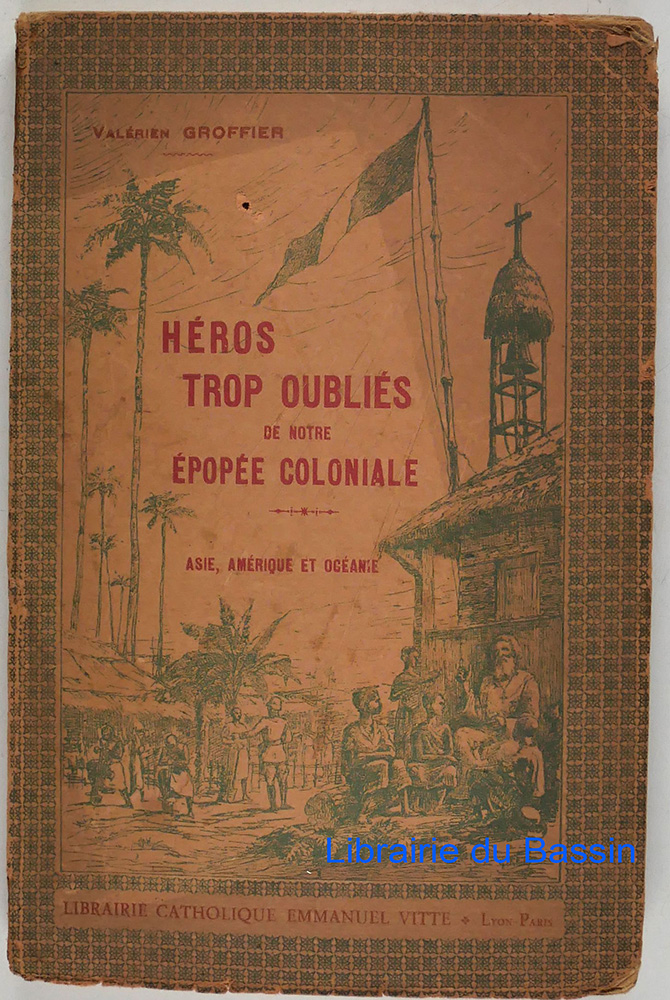 VALÉRIEN GROFFIER
HÉROS
TROP OUBLIÉS
DE NOTRE
ÉPOPÉE COLONIALE
ASIE, AMÉRIQUE ET OCÉANIE
Librairie du Bassin
LIBRAIRIE CATHOLIQUE EMMANUEL VITTE * LYON-PARIS